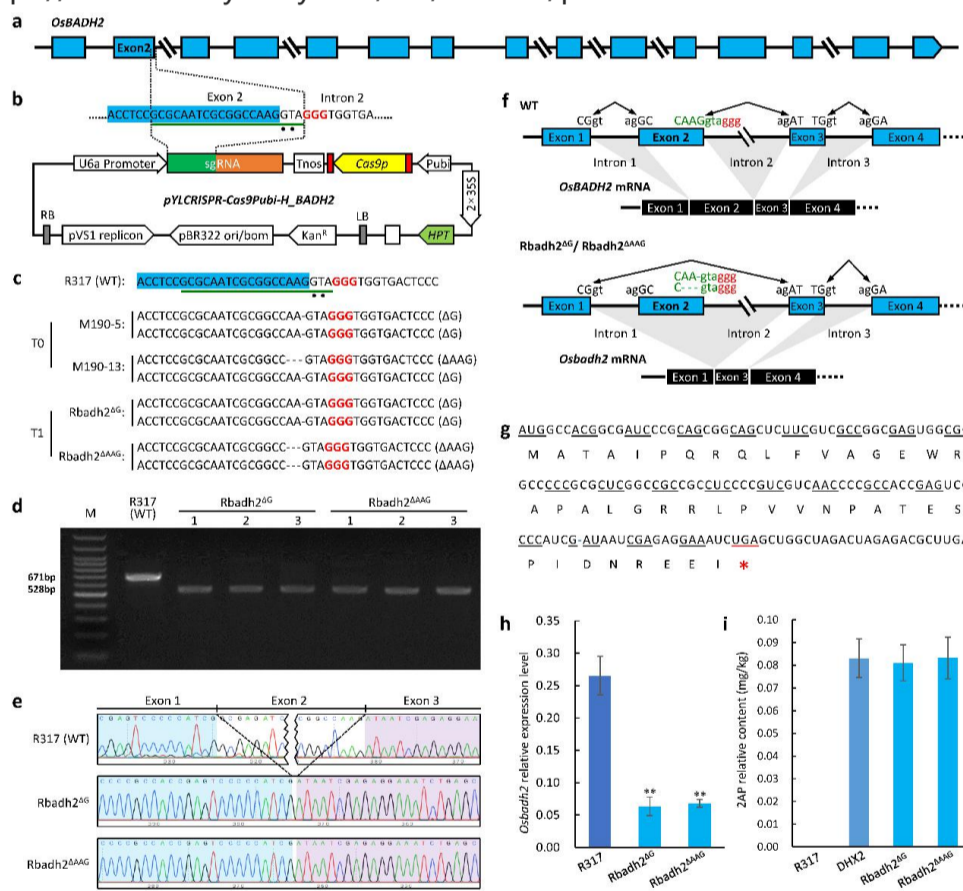 a OsBADH2
Exon2
b Exon 2 Intron 2
......ACCTCCGCGCAATCGCGGCCAAGGTAGGGTGGTGA......
U6a Promoter sgRNA Tnos Cas9p Pubi
2×35S
pYLCRISPR-Cas9Pubi-H_BADH2
RB LB
pVS1 replicon pBR322 ori/bom KanR HPT
c
R317 (WT): ACCTCCGCGCAATCGCGGCCAAGGTAGGGTGGTGACTCCC
T0
M190-5: ACCTCCGCGCAATCGCGGCCAA-GTAGGGTGGTGACTCCC (ΔG)
ACCTCCGCGCAATCGCGGCCAA-GTAGGGTGGTGACTCCC (ΔG)
M190-13: ACCTCCGCGCAATCGCGGCC---GTAGGGTGGTGACTCCC (ΔAAG)
ACCTCCGCGCAATCGCGGCCAA-GTAGGGTGGTGACTCCC (ΔG)
T1
Rbadh2ΔG: ACCTCCGCGCAATCGCGGCCAA-GTAGGGTGGTGACTCCC (ΔG)
ACCTCCGCGCAATCGCGGCCAA-GTAGGGTGGTGACTCCC (ΔG)
Rbadh2ΔAAG: ACCTCCGCGCAATCGCGGCC---GTAGGGTGGTGACTCCC (ΔAAG)
ACCTCCGCGCAATCGCGGCC---GTAGGGTGGTGACTCCC (ΔAAG)
d
M R317 (WT) Rbadh2ΔG Rbadh2ΔAAG
1 2 3 1 2 3
671bp
528bp
e Exon 1 Exon 2 Exon 3
R317 (WT)
Rbadh2ΔG
Rbadh2ΔAAG
f
WT
CGgt agGC CAAGgtaggg agAT TGgt agGA
Exon 1 Exon 2 Exon 3 Exon 4
Intron 1 Intron 2 Intron 3
OsBADH2 mRNA
Exon 1 Exon 2 Exon 3 Exon 4
Rbadh2ΔG/ Rbadh2ΔAAG
CAA-gtaggg
CGgt agGC C---gtaggg agAT TGgt agGA
Exon 1 Exon 2 Exon 3 Exon 4
Intron 1 Intron 2 Intron 3
Osbadh2 mRNA
Exon 1 Exon 3 Exon 4
g
AUGGCCACGGCGAUCCCGCAGCGGCAGCUCUUCGUCGCCGGCGAGUGGCG
M A T A I P Q R Q L F V A G E W R
GCCCCCGCGCUCGGCCGCCGCCUCCCCGUCGUCAACCCCGCCACCGAGUC
A P A L G R R L P V V N P A T E S
CCCAUCG-AUAAUCGAGAGGAAAUCUGAGCUGGCUAGACUAGAGACGCUUGA
P I D N R E E I *
h
Osbadh2 relative expression level
0.35
0.30
0.25
0.20
0.15
0.10
0.05
0.00
** **
R317 Rbadh2ΔG Rbadh2ΔAAG
i
2AP relative content (mg/kg)
0.10
0.09
0.08
0.07
0.06
0.05
0.04
0.03
0.02
0.01
0.00
R317 DHX2 Rbadh2ΔG Rbadh2ΔAAG